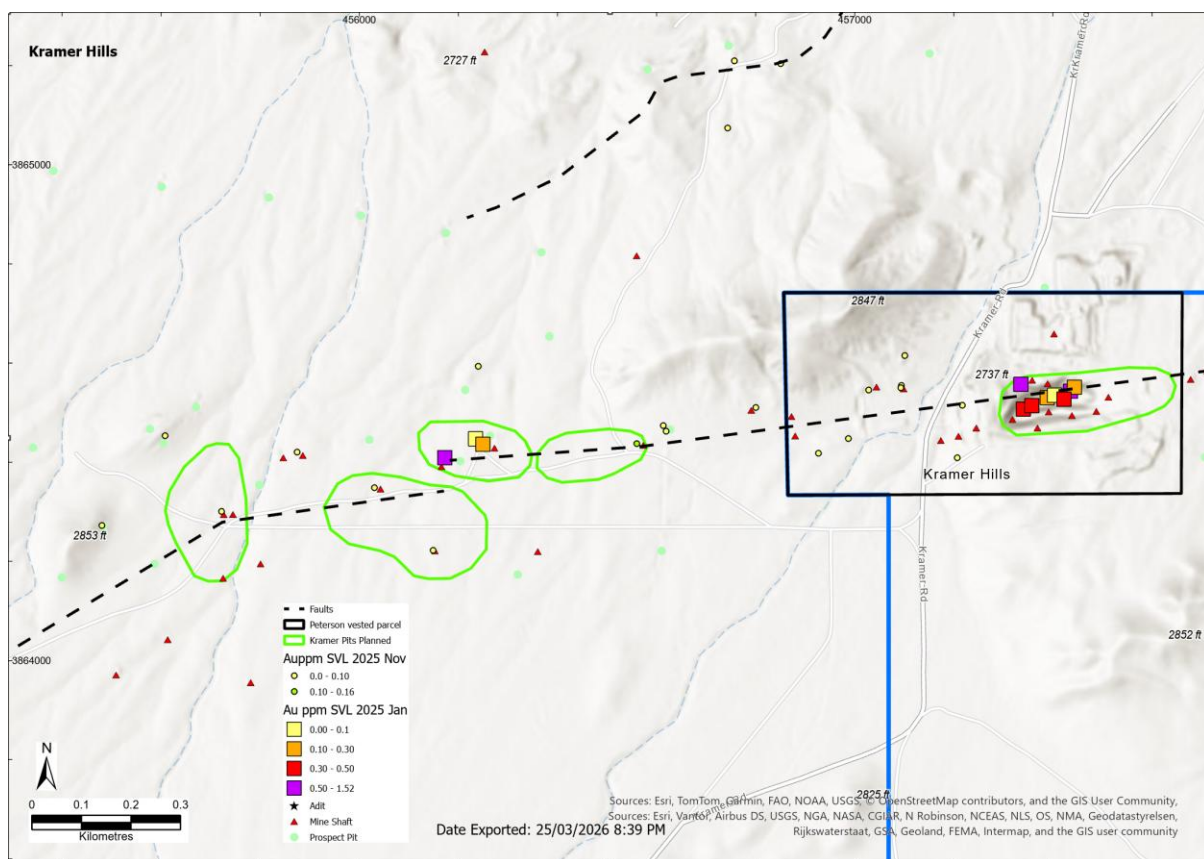 456000
457000
Kramer Hills
2727 ft
KrKramer Rd
3865000
2847 ft
Kramer Rd
2737 ft
Kramer Hills
2853 ft
Kramer Rd
Faults
Peterson vested parcel
Kramer Pits Planned
Auppm SVL 2025 Nov
0.0 - 0.10
0.10 - 0.16
Au ppm SVL 2025 Jan
0.00 - 0.1
0.10 - 0.30
0.30 - 0.50
0.50 - 1.52
Adit
Mine Shaft
Prospect Pit
2852 ft
3864000
N
0 0.1 0.2 0.3
Kilometres
2825 ft
Kramer Rd
Date Exported: 25/03/2026 8:39 PM
Sources: Esri, TomTom, Garmin, FAO, NOAA, USGS, © OpenStreetMap contributors, and the GIS User Community,
Sources: Esri, Vantor, Airbus DS, USGS, NGA, NASA, CGIAR, N Robinson, NCEAS, NLS, OS, NMA, Geodatastyrelsen,
Rijkswaterstaat, GSA, Geoland, FEMA, Intermap, and the GIS user community